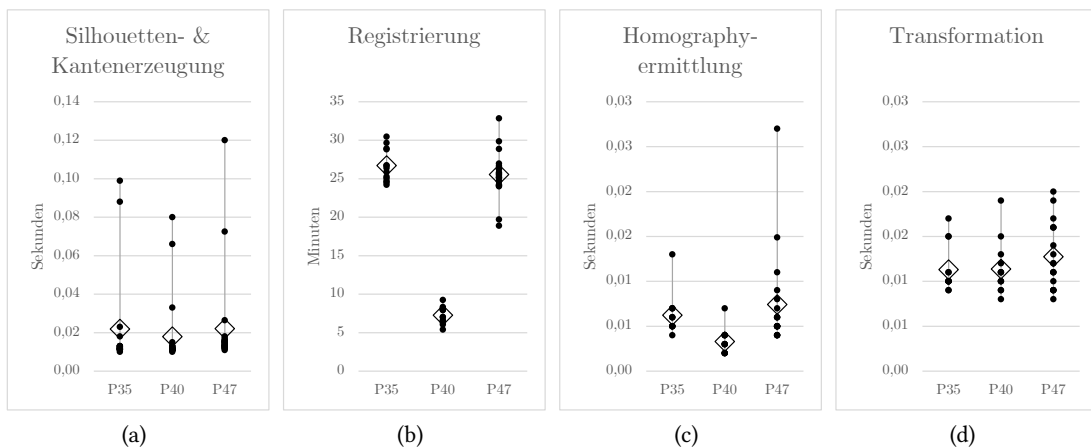 Silhouetten- &
Kantenerzeugung
Sekunden
0,14
0,12
0,10
0,08
0,06
0,04
0,02
0,00
P35 P40 P47
(a)
Registrierung
Minuten
35
30
25
20
15
10
5
0
P35 P40 P47
(b)
Homography-
ermittlung
Sekunden
0,03
0,03
0,02
0,02
0,01
0,01
0,00
P35 P40 P47
(c)
Transformation
Sekunden
0,03
0,03
0,02
0,02
0,01
0,01
0,00
P35 P40 P47
(d)